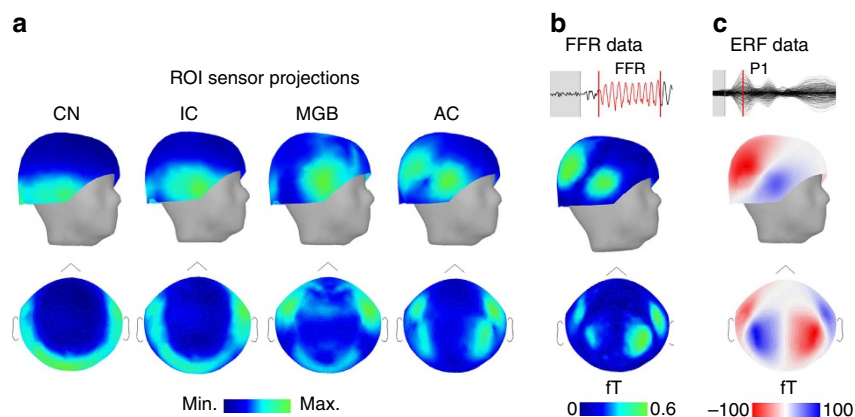 a
ROI sensor projections
CN
IC
MGB
AC
Min.
Max.
b
FFR data
FFR
fT
0
0.6
c
ERF data
P1
fT
–100
100